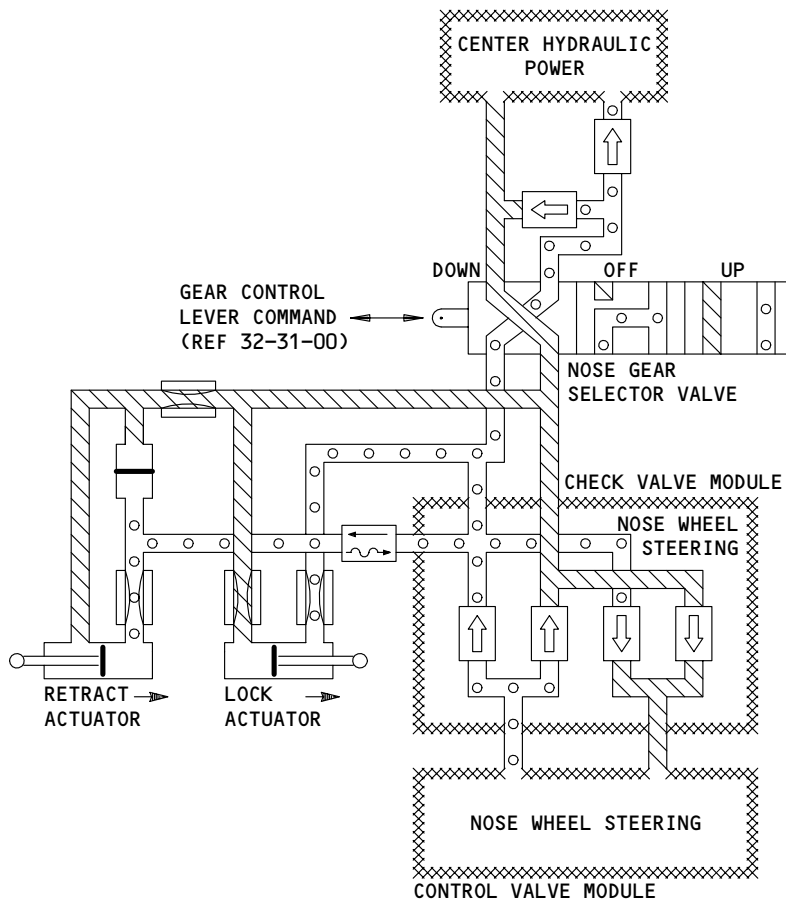 CENTER HYDRAULIC
POWER
DOWN
OFF
UP
GEAR CONTROL
LEVER COMMAND
(REF 32-31-00)
NOSE GEAR
SELECTOR VALVE
CHECK VALVE MODULE
NOSE WHEEL
STEERING
RETRACT
ACTUATOR
LOCK
ACTUATOR
NOSE WHEEL STEERING
CONTROL VALVE MODULE